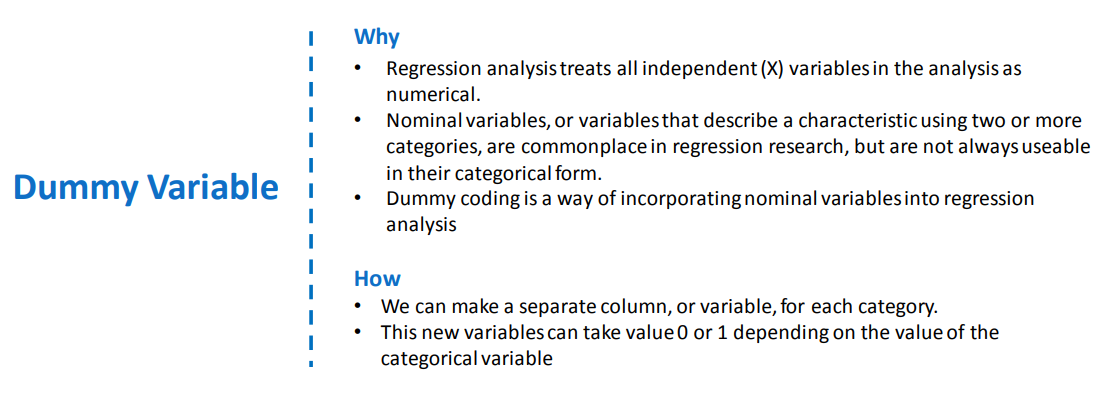 Dummy Variable
Why
• Regression analysis treats all independent (X) variables in the analysis as
numerical.
• Nominal variables, or variables that describe a characteristic using two or more
categories, are commonplace in regression research, but are not always useable
in their categorical form.
• Dummy coding is a way of incorporating nominal variables into regression
analysis
How
• We can make a separate column, or variable, for each category.
• This new variables can take value 0 or 1 depending on the value of the
categorical variable